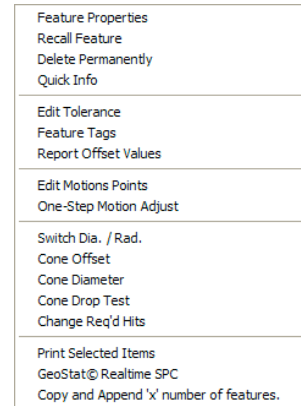 Feature Properties
Recall Feature
Delete Permanently
Quick Info
Edit Tolerance
Feature Tags
Report Offset Values
Edit Motions Points
One-Step Motion Adjust
Switch Dia. / Rad.
Cone Offset
Cone Diameter
Cone Drop Test
Change Req'd Hits
Print Selected Items
GeoStat© Realtime SPC
Copy and Append 'x' number of features.